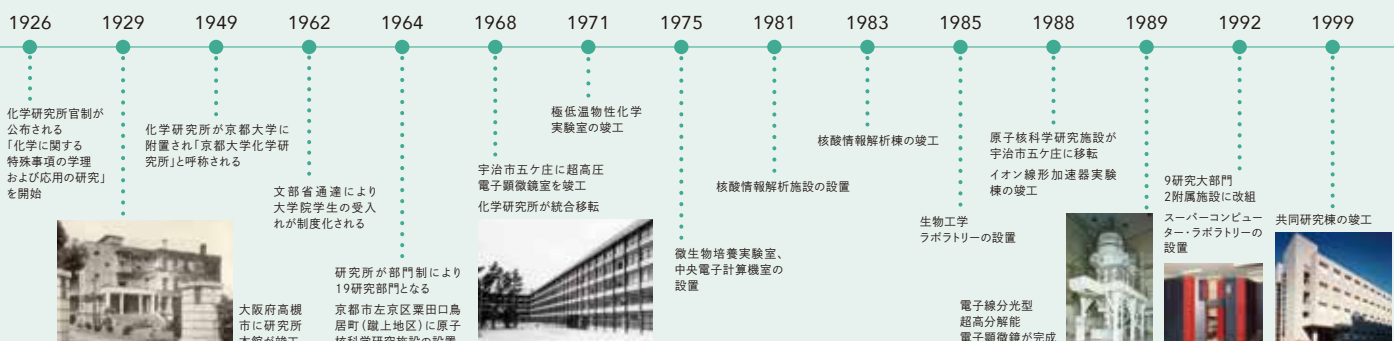 1926
1929
1949
1962
1964
1968
1971
1975
1981
1983
1985
1988
1989
1992
1999
化学研究所官制が
公布される
「化学に関する
特殊事項の学理
および応用の研究」
を開始
大阪府高槻
市に研究所
本館が竣工
化学研究所が京都大学に
附置され「京都大学化学研
究所」と呼称される
文部省通達により
大学院学生の受入
れが制度化される
研究所が部門制により
19研究部門となる
京都市左京区粟田口鳥
居町(蹴上地区)に原子
核科学研究施設の設置
宇治市五ケ庄に超高圧
電子顕微鏡室を竣工
化学研究所が統合移転
極低温物性化学
実験室の竣工
微生物培養実験室、
中央電子計算機室の
設置
核酸情報解析施設の設置
核酸情報解析棟の竣工
生物工学
ラボラトリーの設置
原子核科学研究施設が
宇治市五ケ庄に移転
イオン線形加速器実験
棟の竣工
電子線分光型
超高分解能
電子顕微鏡が完成
9研究大部門
2附属施設に改組
スーパーコンピュー
ター・ラボラトリーの
設置
共同研究棟の竣工